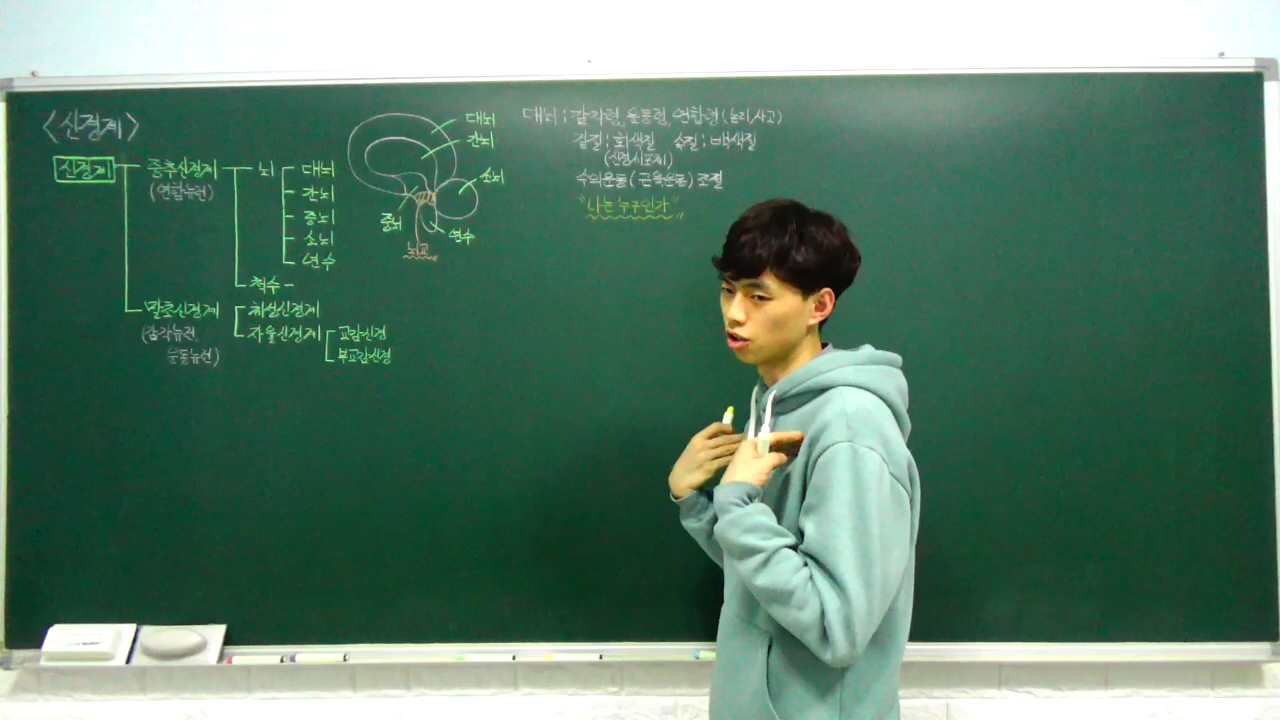 <신경계>
신경계 중추신경계 뇌 대뇌
(연합뉴런) 간뇌
중뇌
소뇌
연수
척수
말초신경계 체성신경계
(감각뉴런, 자율신경계 교감신경
운동뉴런) 부교감신경
대뇌
간뇌
소뇌
중뇌
연수
뇌교
대뇌 : 감각령, 운동령, 연합령 (논리, 사고)
겉질 : 회색질 속질 : 백색질
(신경세포체)
수의운동 (근육운동) 조절
"나는 누구인가"